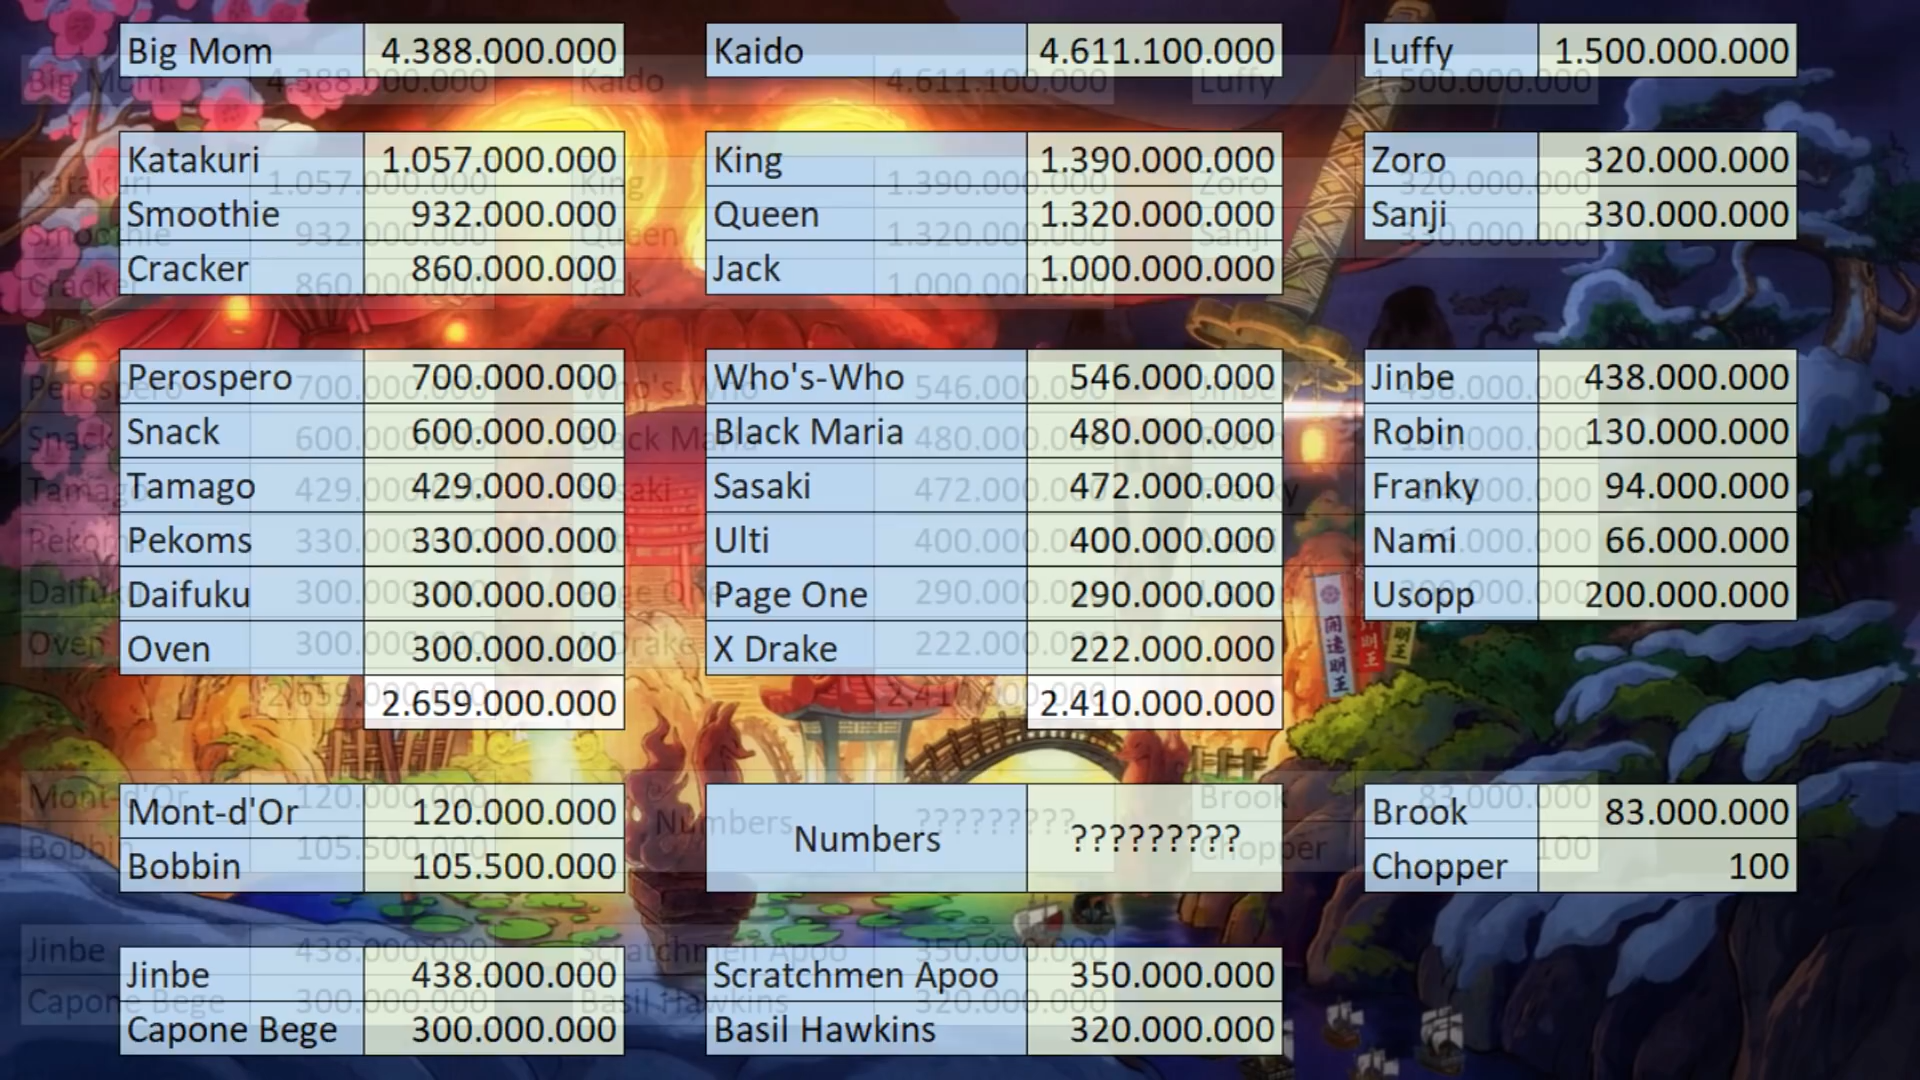 Big Mom 4.388.000.000
Katakuri 1.057.000.000
Smoothie 932.000.000
Cracker 860.000.000
Perospero 700.000.000
Snack 600.000.000
Tamago 429.000.000
Pekoms 330.000.000
Daifuku 300.000.000
Oven 300.000.000
2.659.000.000
Mont-d'Or 120.000.000
Bobbin 105.500.000
Jinbe 438.000.000
Capone Bege 300.000.000
Kaido 4.611.100.000
King 1.390.000.000
Queen 1.320.000.000
Jack 1.000.000.000
Who's-Who 546.000.000
Black Maria 480.000.000
Sasaki 472.000.000
Ulti 400.000.000
Page One 290.000.000
X Drake 222.000.000
2.410.000.000
Numbers ?????????
Scratchmen Apoo 350.000.000
Basil Hawkins 320.000.000
Luffy 1.500.000.000
Zoro 320.000.000
Sanji 330.000.000
Jinbe 438.000.000
Robin 130.000.000
Franky 94.000.000
Nami 66.000.000
Usopp 200.000.000
Brook 83.000.000
Chopper 100